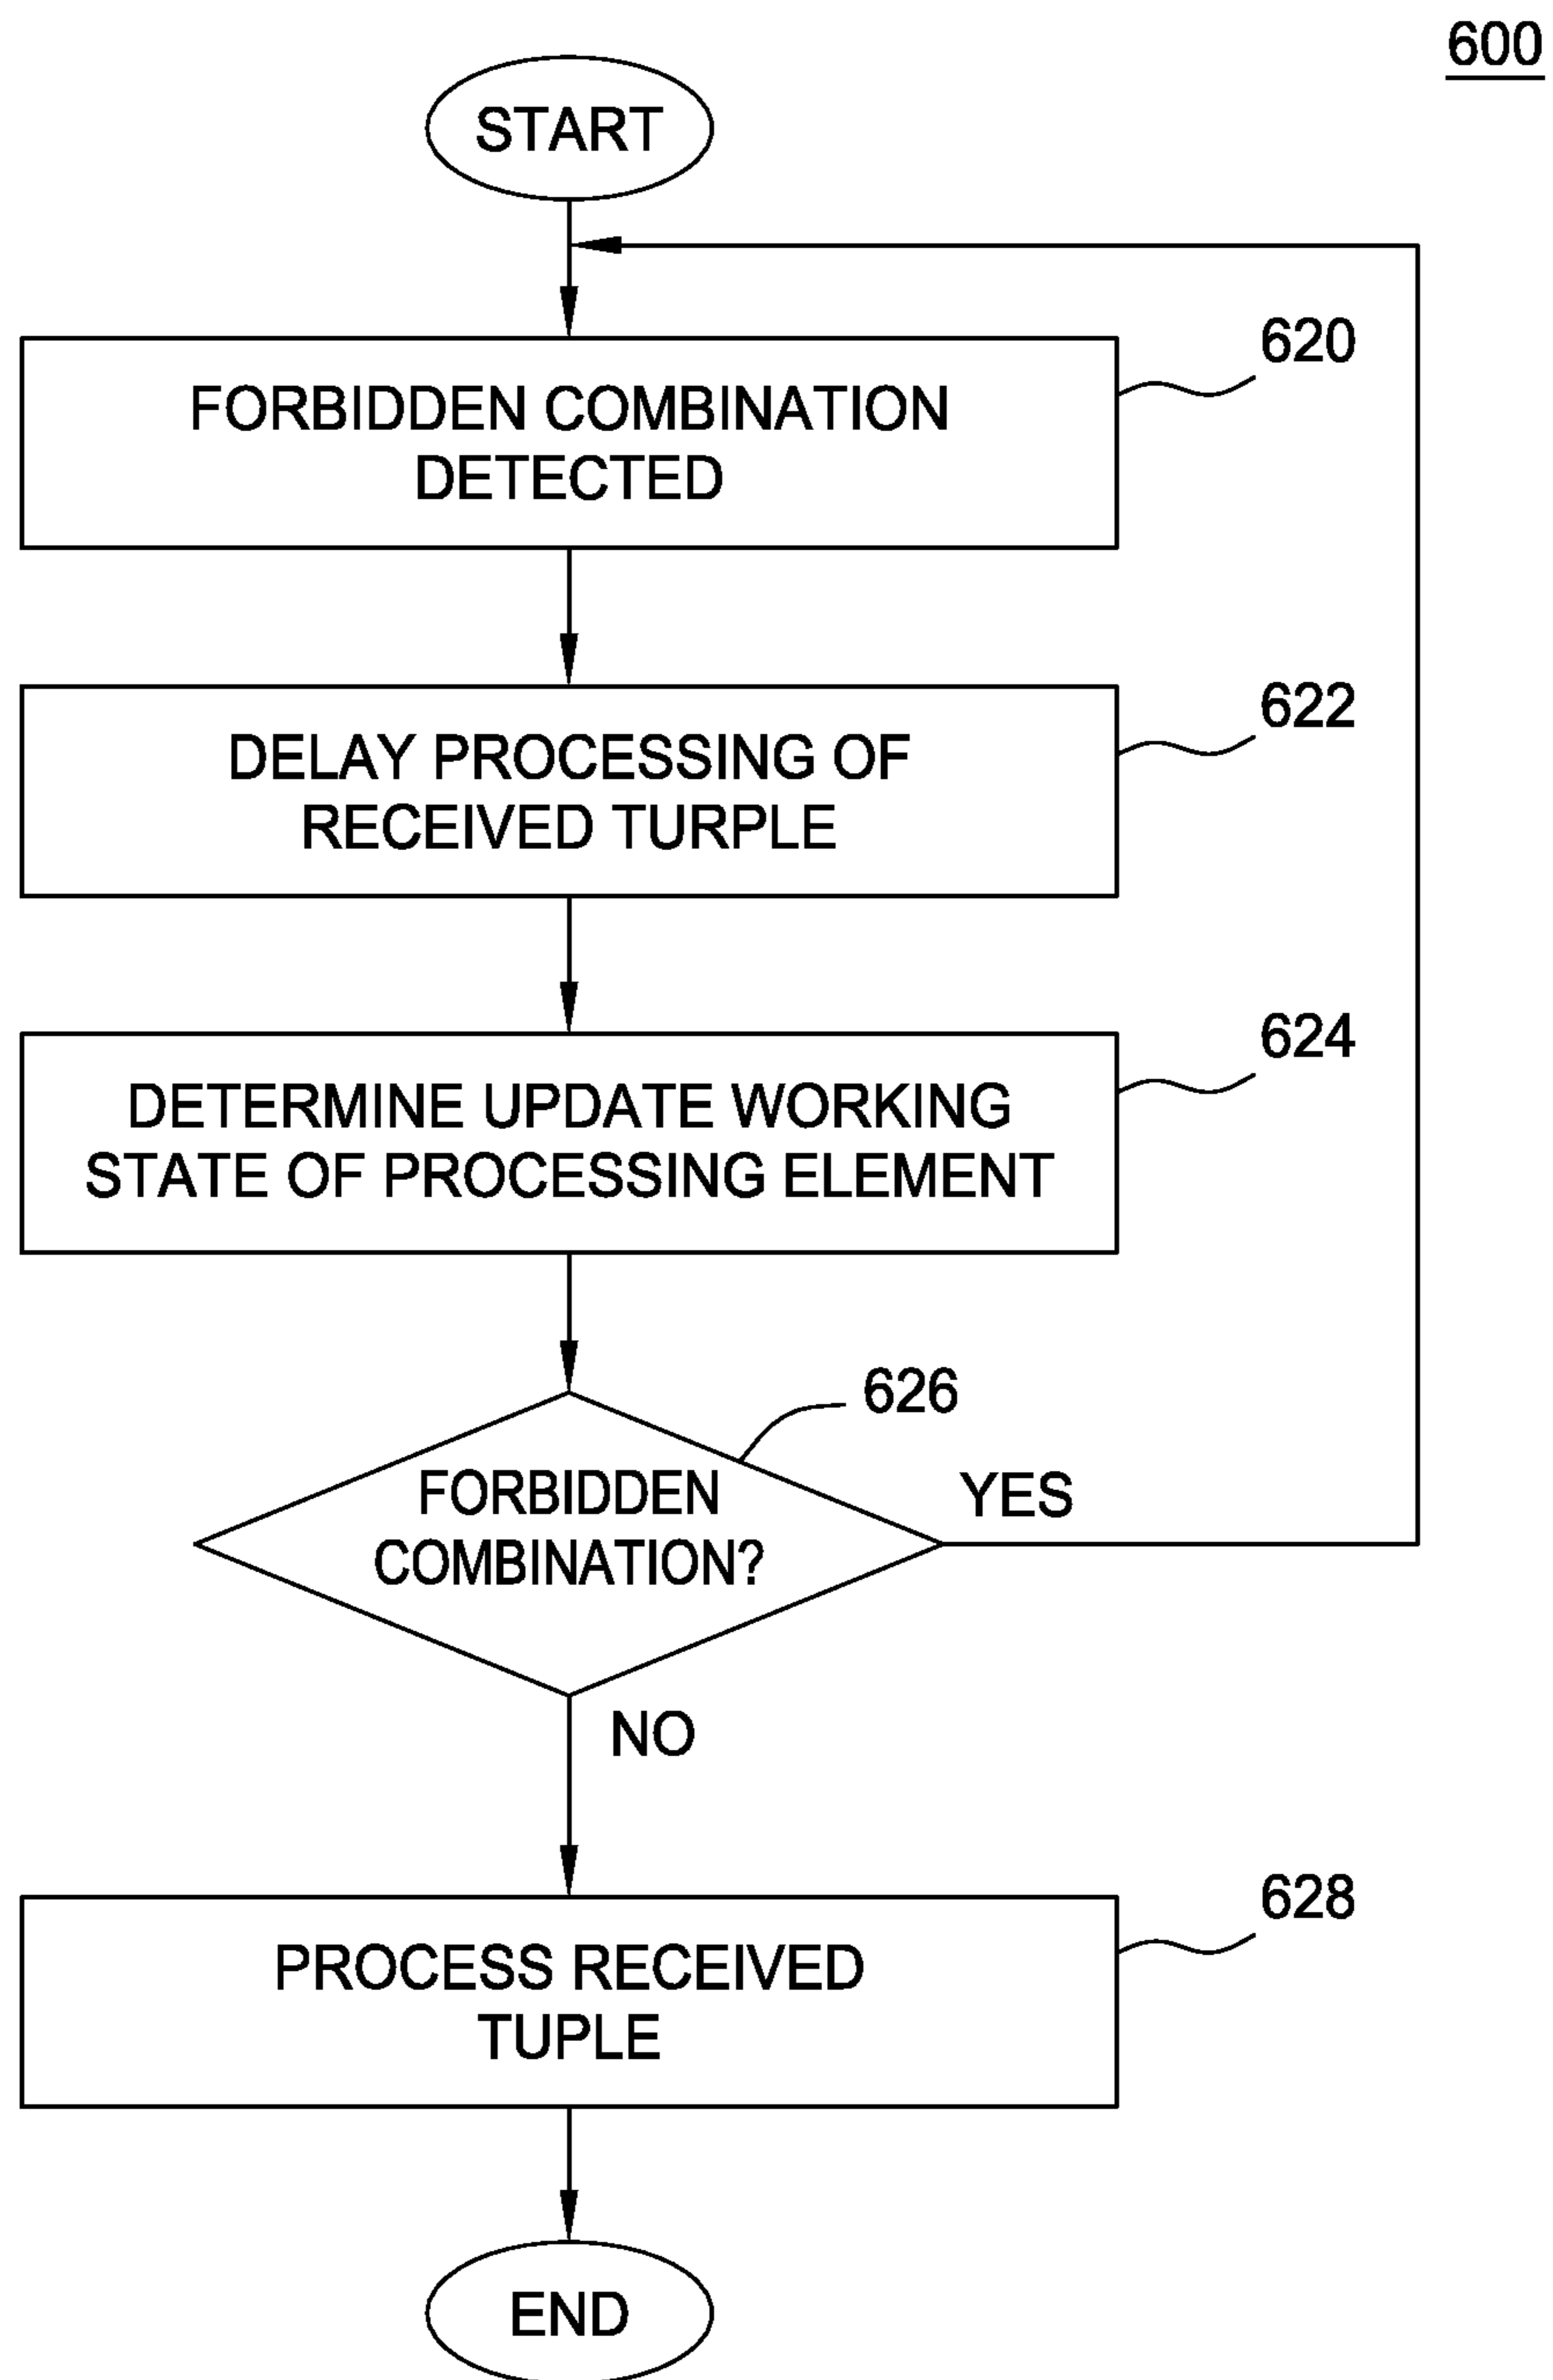 600
START
620
FORBIDDEN COMBINATION
DETECTED
622
DELAY PROCESSING OF
RECEIVED TURPLE
624
DETERMINE UPDATE WORKING
STATE OF PROCESSING ELEMENT
626
FORBIDDEN
COMBINATION?
YES
NO
628
PROCESS RECEIVED
TUPLE
END